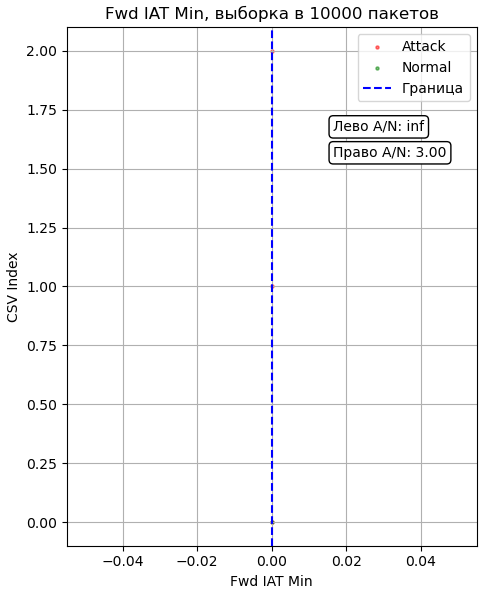 Fwd IAT Min, выборка в 10000 пакетов
2.00
1.75
1.50
1.25
1.00
0.75
0.50
0.25
0.00
CSV Index
Attack
Normal
Граница
Лево A/N: inf
Право A/N: 3.00
−0.04
−0.02
0.00
0.02
0.04
Fwd IAT Min